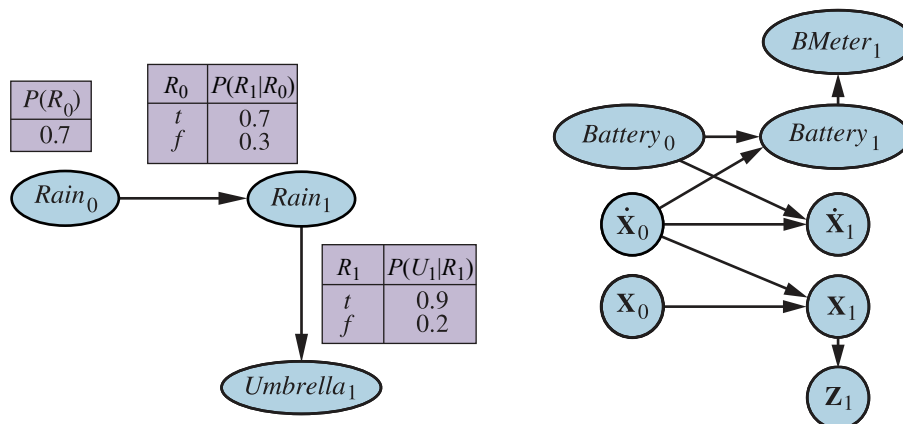 P(R₀)
0.7
R₀ P(R₁|R₀)
t 0.7
f 0.3
Rain₀
Rain₁
R₁ P(U₁|R₁)
t 0.9
f 0.2
Umbrella₁
BMeter₁
Battery₀
Battery₁
Ẋ₀
Ẋ₁
X₀
X₁
Z₁